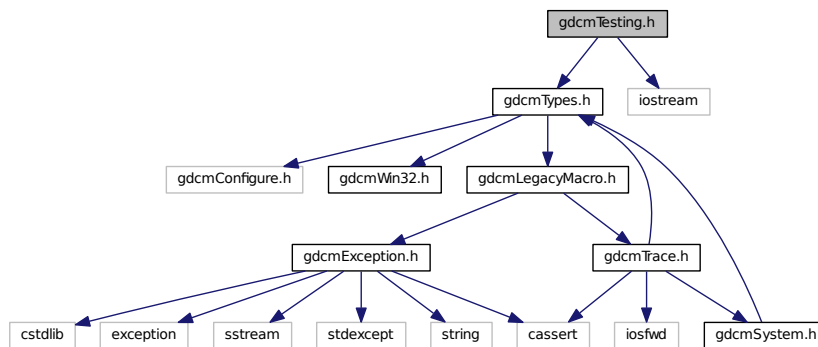 gdcmTesting.h
gdcmTypes.h
iostream
gdcmConfigure.h
gdcmWin32.h
gdcmLegacyMacro.h
gdcmException.h
gdcmTrace.h
cstdlib
exception
sstream
stdexcept
string
cassert
iosfwd
gdcmSystem.h